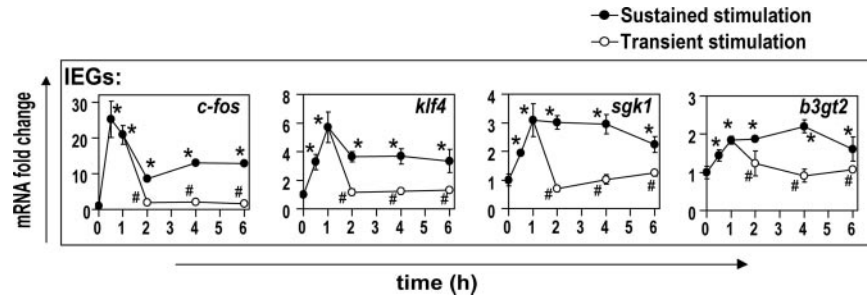 Sustained stimulation
Transient stimulation
IEGs:
mRNA fold change
c-fos
30
20
10
0
* * * * *
# # #
0 1 2 3 4 5 6
klf4
8
6
4
2
0
* * * * *
# # #
0 1 2 3 4 5 6
sgk1
4
3
2
1
0
* * * * *
# # #
0 1 2 3 4 5 6
b3gt2
3
2
1
0
* * * * *
# # #
0 1 2 3 4 5 6
time (h)